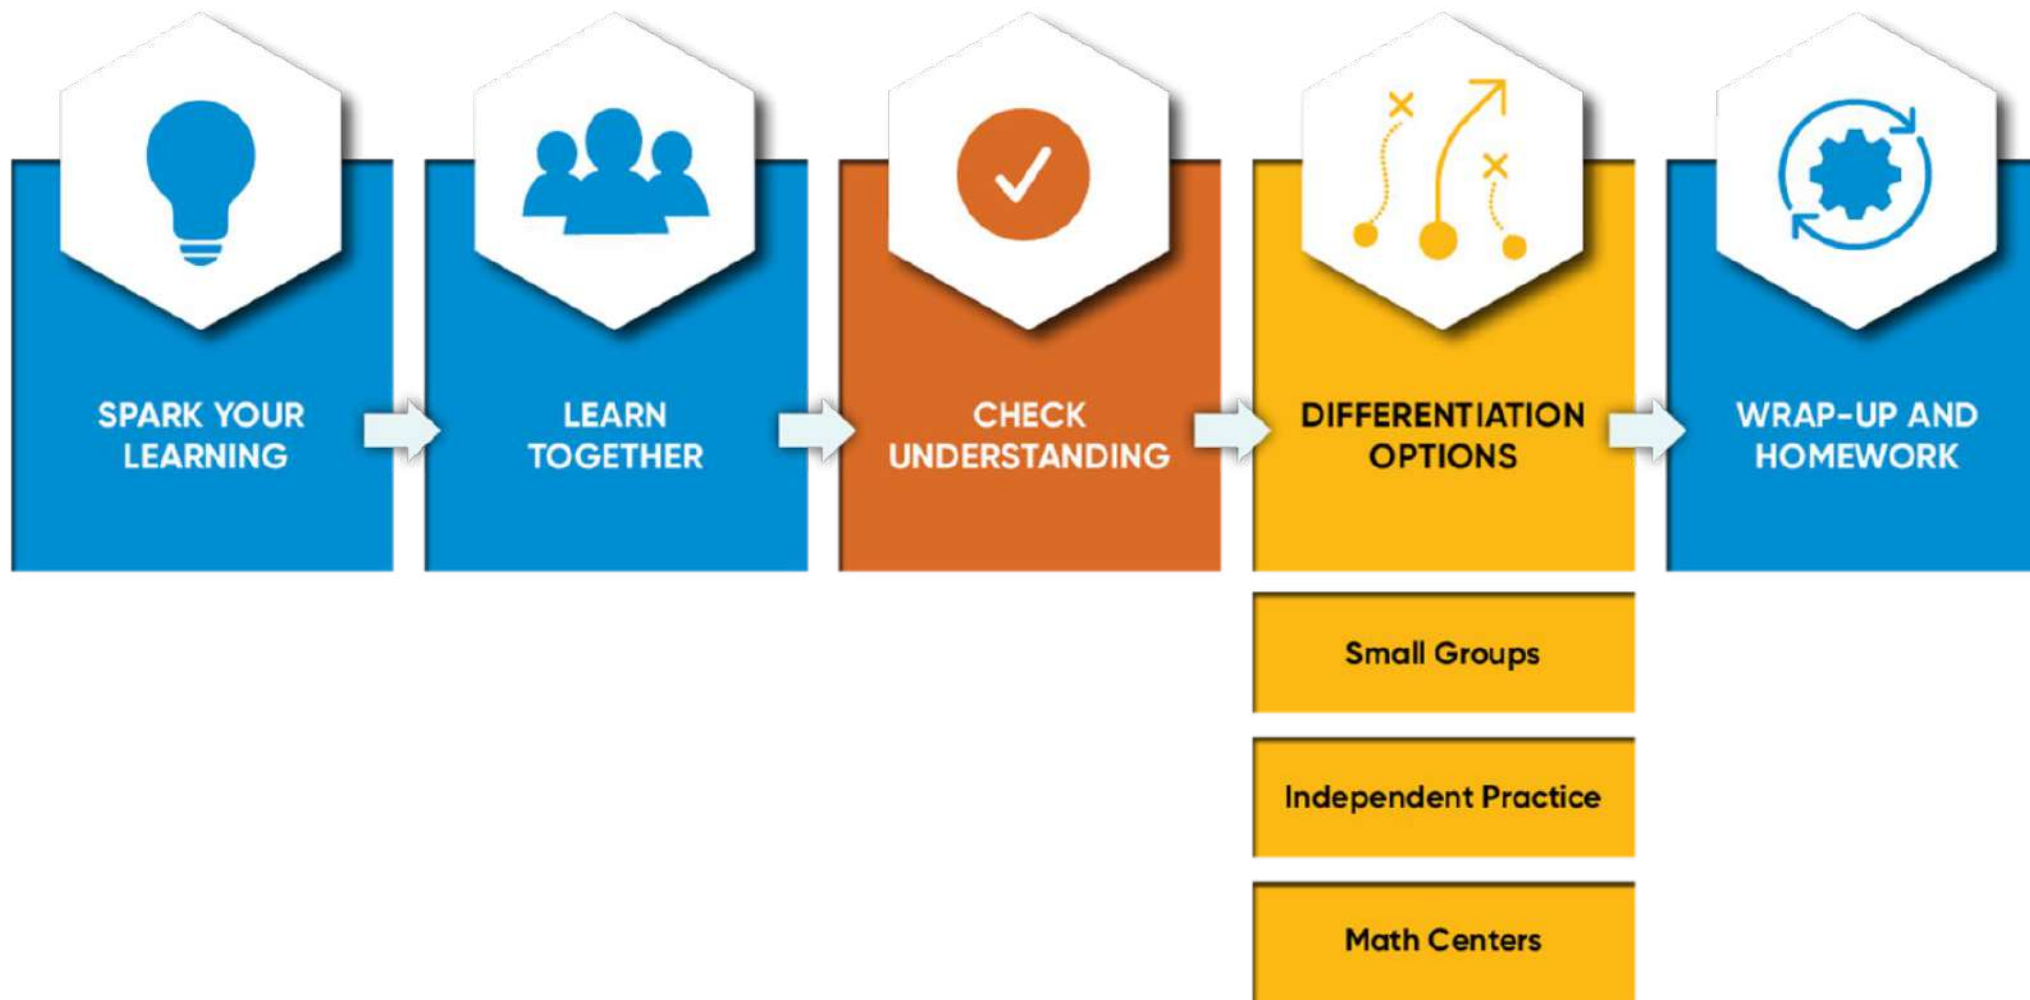 SPARK YOUR
LEARNING
LEARN
TOGETHER
CHECK
UNDERSTANDING
DIFFERENTIATION
OPTIONS
WRAP-UP AND
HOMEWORK
Small Groups
Independent Practice
Math Centers